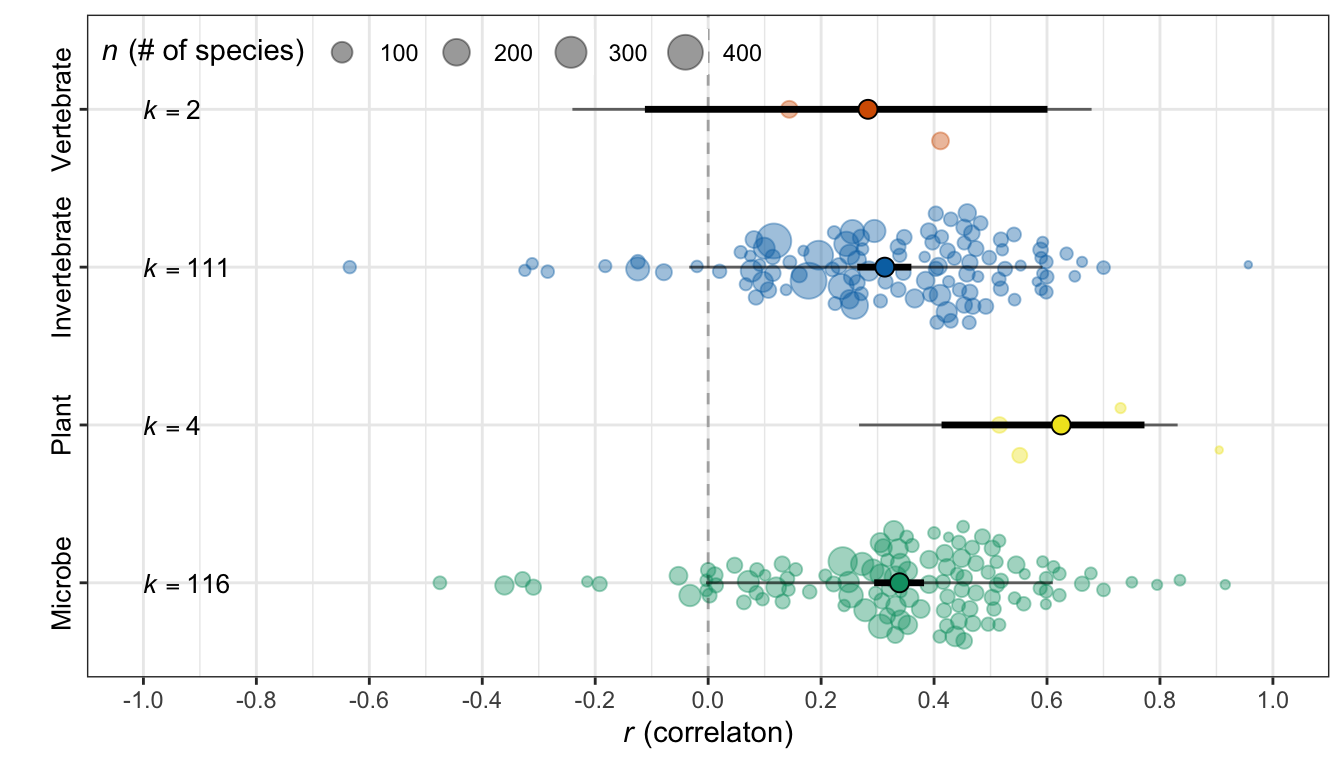 n (# of species) 100 200 300 400
Vertebrate
k = 2
Invertebrate
k = 111
Plant
k = 4
Microbe
k = 116
-1.0 -0.8 -0.6 -0.4 -0.2 0.0 0.2 0.4 0.6 0.8 1.0
r (correlaton)